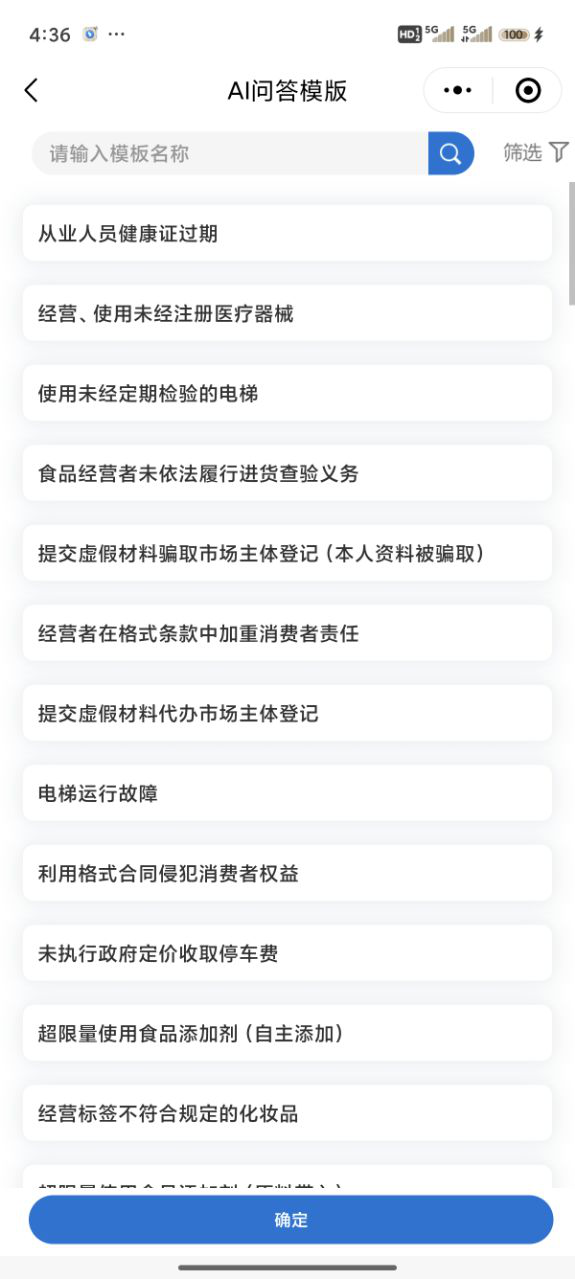 4:36
HD 1 2 5G 5G 100
AI问答模版
请输入模板名称
筛选
从业人员健康证过期
经营、使用未经注册医疗器械
使用未经定期检验的电梯
食品经营者未依法履行进货查验义务
提交虚假材料骗取市场主体登记（本人资料被骗取）
经营者在格式条款中加重消费者责任
提交虚假材料代办市场主体登记
电梯运行故障
利用格式合同侵犯消费者权益
未执行政府定价收取停车费
超限量使用食品添加剂（自主添加）
经营标签不符合规定的化妆品
确定